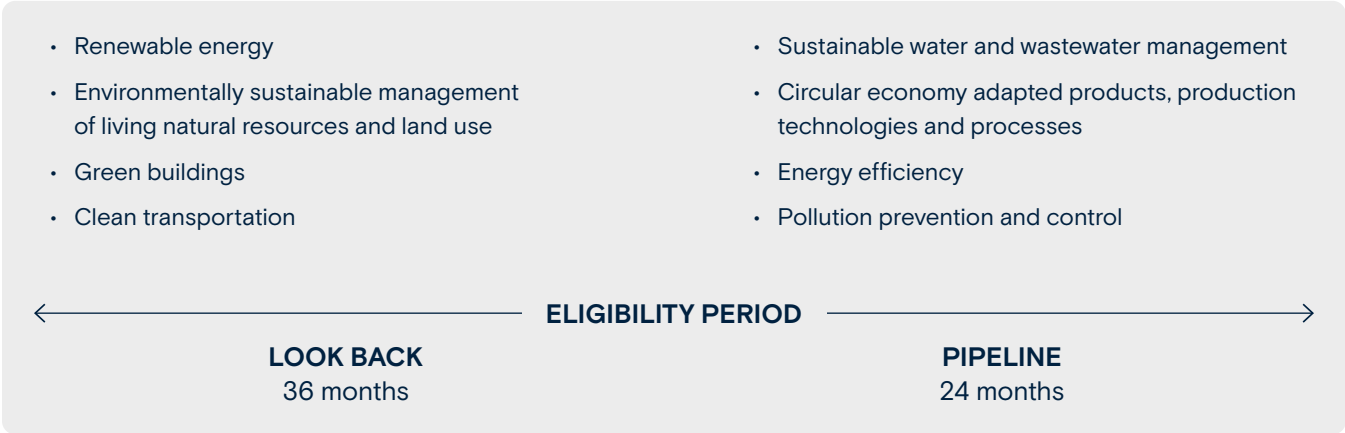 • Renewable energy
• Environmentally sustainable management
of living natural resources and land use
• Green buildings
• Clean transportation
• Sustainable water and wastewater management
• Circular economy adapted products, production
technologies and processes
• Energy efficiency
• Pollution prevention and control
ELIGIBILITY PERIOD
LOOK BACK
36 months
PIPELINE
24 months